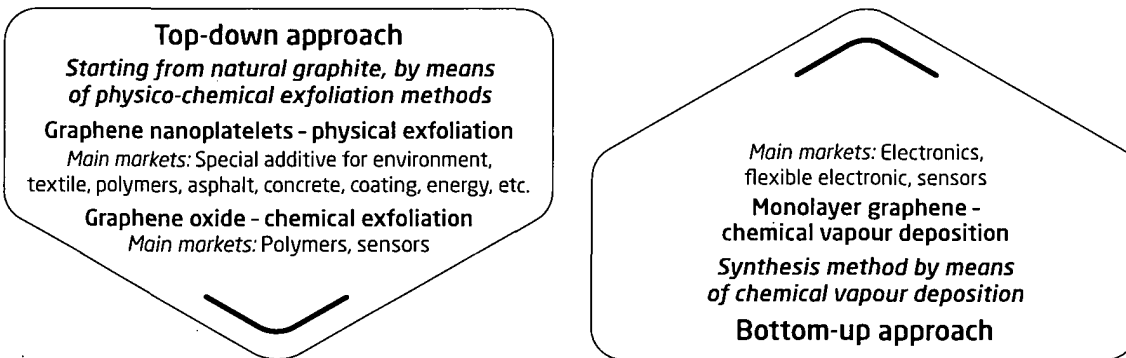 Top-down approach
Starting from natural graphite, by means
of physico-chemical exfoliation methods
Graphene nanoplatelets - physical exfoliation
Main markets: Special additive for environment,
textile, polymers, asphalt, concrete, coating, energy, etc.
Graphene oxide - chemical exfoliation
Main markets: Polymers, sensors
Main markets: Electronics,
flexible electronic, sensors
Monolayer graphene -
chemical vapour deposition
Synthesis method by means
of chemical vapour deposition
Bottom-up approach